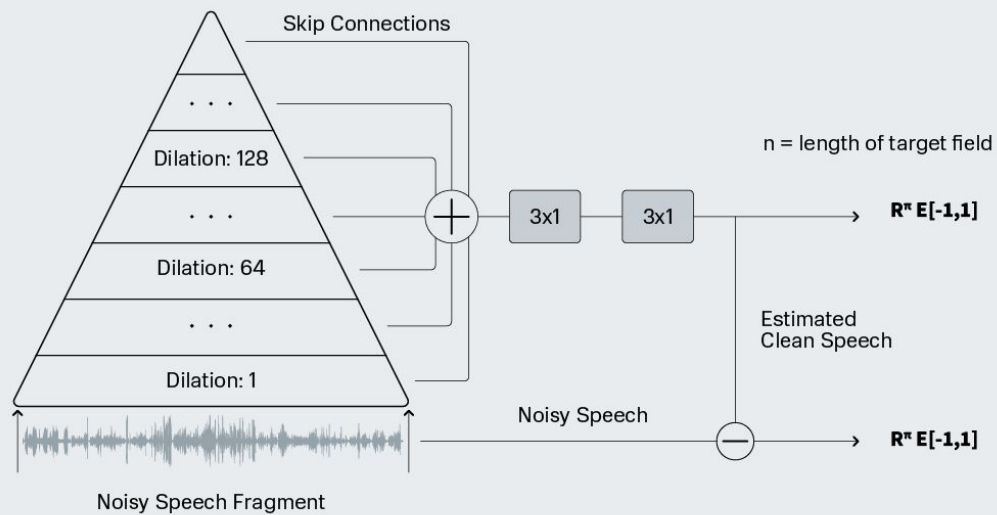 Skip Connections
. . .
Dilation: 128
n = length of target field
. . .
+
3x1
3x1
Rⁿ E[-1,1]
Dilation: 64
. . .
Estimated
Clean Speech
Dilation: 1
Noisy Speech
−
Rⁿ E[-1,1]
Noisy Speech Fragment